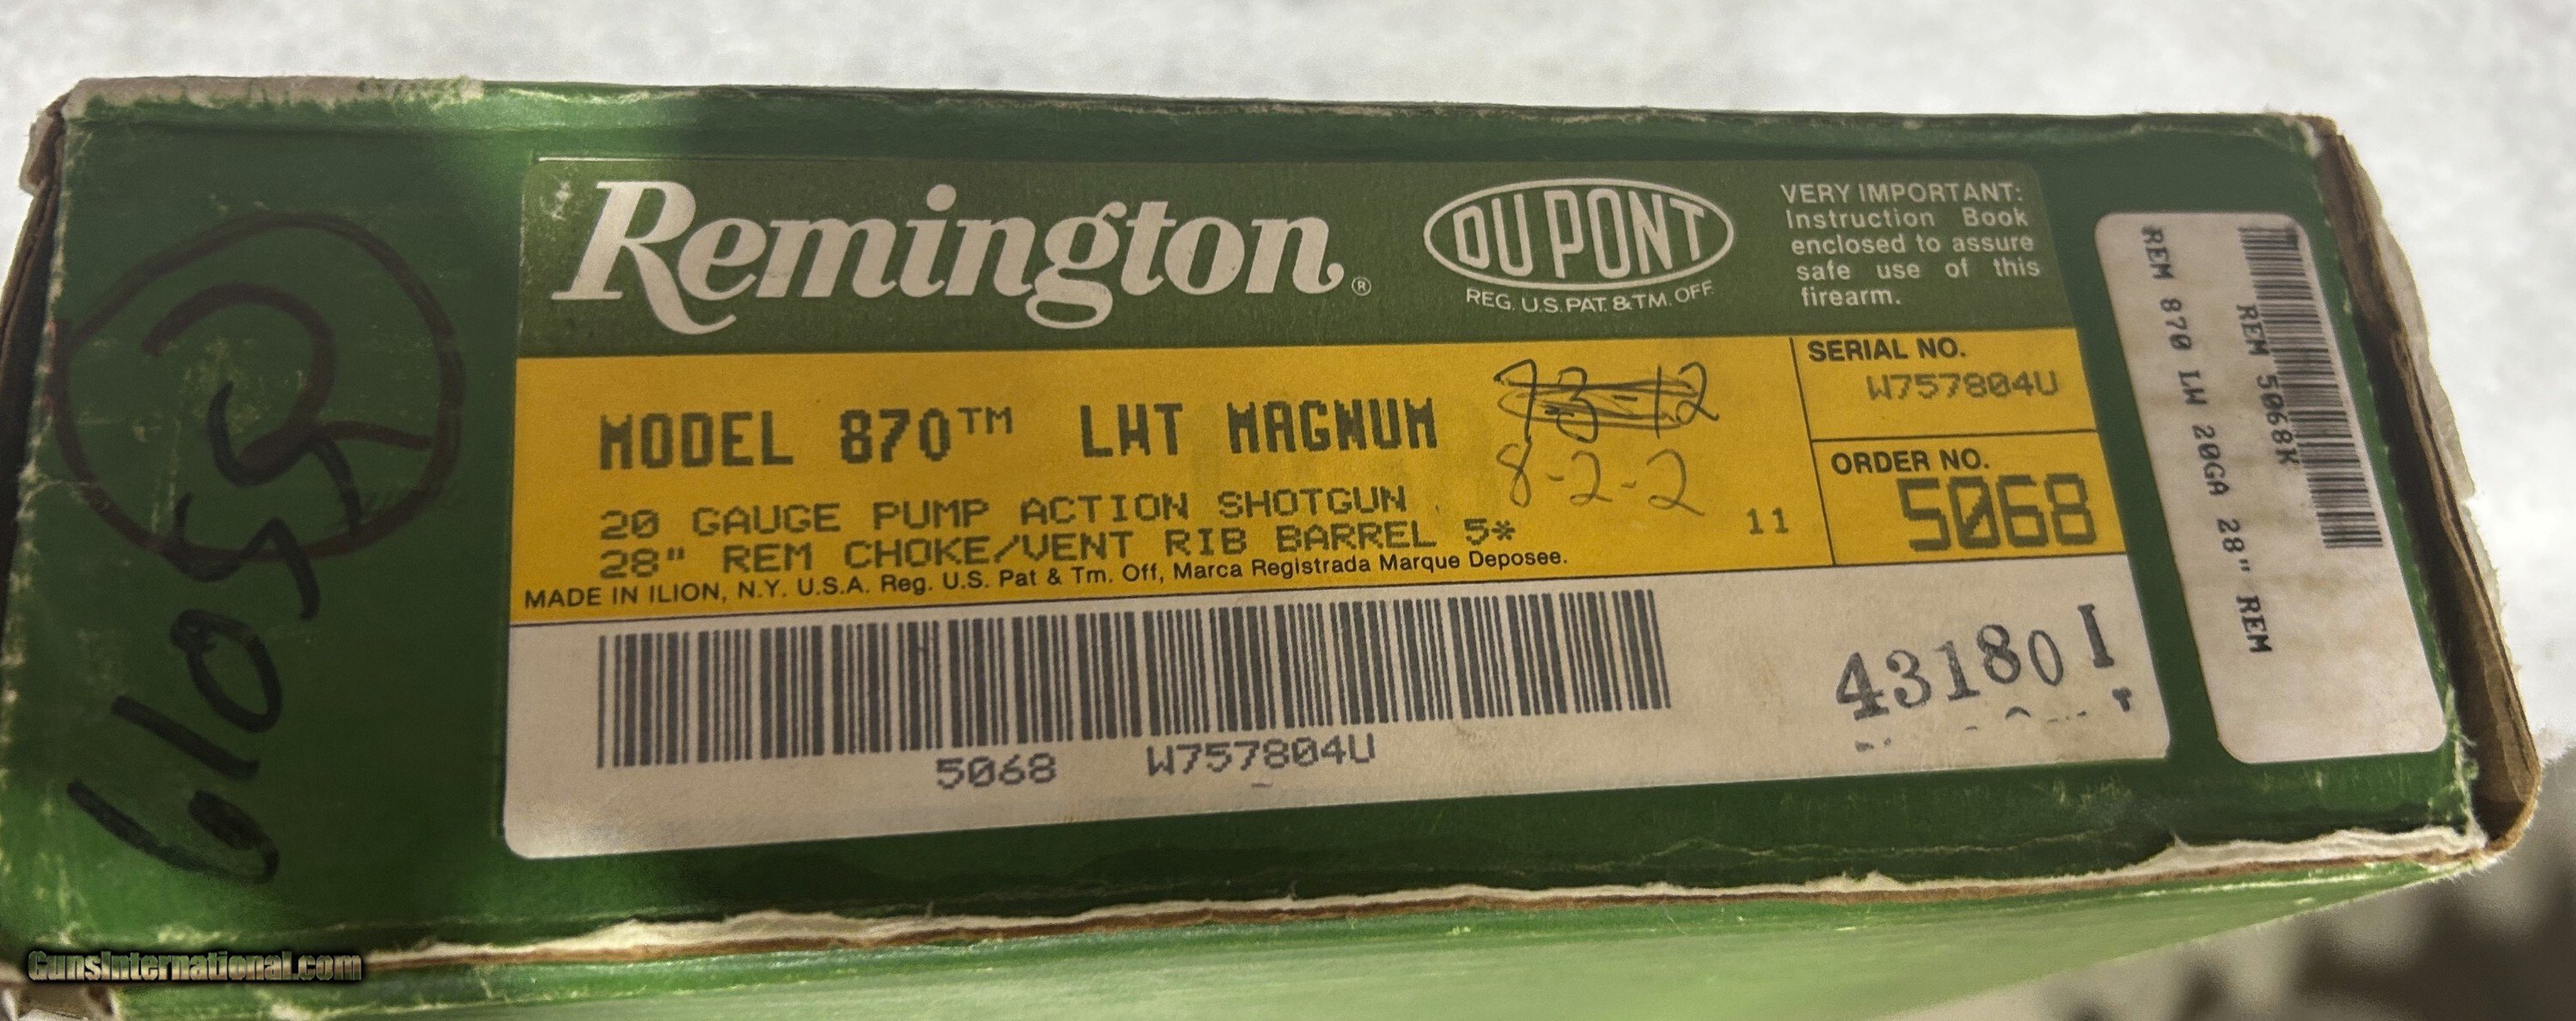 Remington®
DU PONT
REG. U.S. PAT. & TM. OFF.
VERY IMPORTANT:
Instruction Book
enclosed to assure
safe use of this
firearm.
MODEL 870™ LWT MAGNUM
8-2-2
20 GAUGE PUMP ACTION SHOTGUN
28" REM CHOKE/VENT RIB BARREL 5*
11
MADE IN ILION, N.Y. U.S.A. Reg. U.S. Pat & Tm. Off, Marca Registrada Marque Deposee.
SERIAL NO.
W757804U
ORDER NO.
5068
5068 W757804U
43180 I
REM 5068K
REM 870 LW 20GA 28" REM
GunsInternational.com